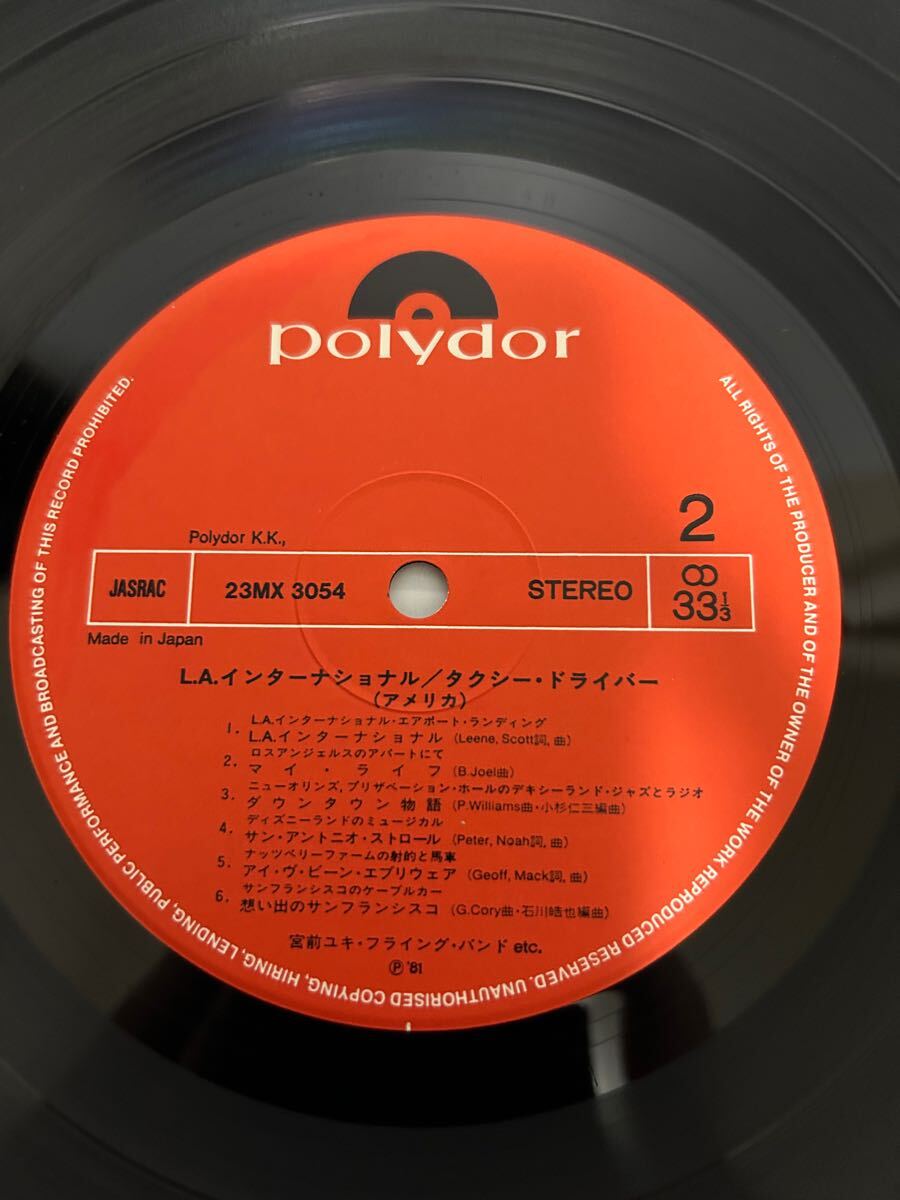 polydor
2
Polydor K.K.,
JASRAC 23MX 3054 STEREO 33 1/3
Made in Japan
L.A.インターナショナル/タクシー・ドライバー
(アメリカ)
L.A.インターナショナル・エアポート・ランディング
1. L.A.インターナショナル (Leene, Scott詞, 曲)
ロスアンジェルスのアパートにて
2. マイ・ライフ (B.Joel曲)
ニューオリンズ, プリザベーション・ホールのデキシーランド・ジャズとラジオ
3. ダウンタウン物語 (P.Williams曲・小杉仁三編曲)
ディズニーランドのミュージカル
4. サン・アントニオ・ストロール (Peter, Noah詞, 曲)
ナッツベリーファームの射的と馬車
5. アイ・ヴ・ビーン・エブリウェア (Geoff, Mack詞, 曲)
サンフランシスコのケーブルカー
6. 想い出のサンフランシスコ (G.Cory曲・石川皓也編曲)
宮前ユキ・フライング・バンド etc.
℗ '81
ALL RIGHTS OF THE PRODUCER AND OF THE OWNER OF THE WORK REPRODUCED RESERVED. UNAUTHORISED COPYING, HIRING, LENDING, PUBLIC PERFORMANCE AND BROADCASTING OF THIS RECORD PROHIBITED.